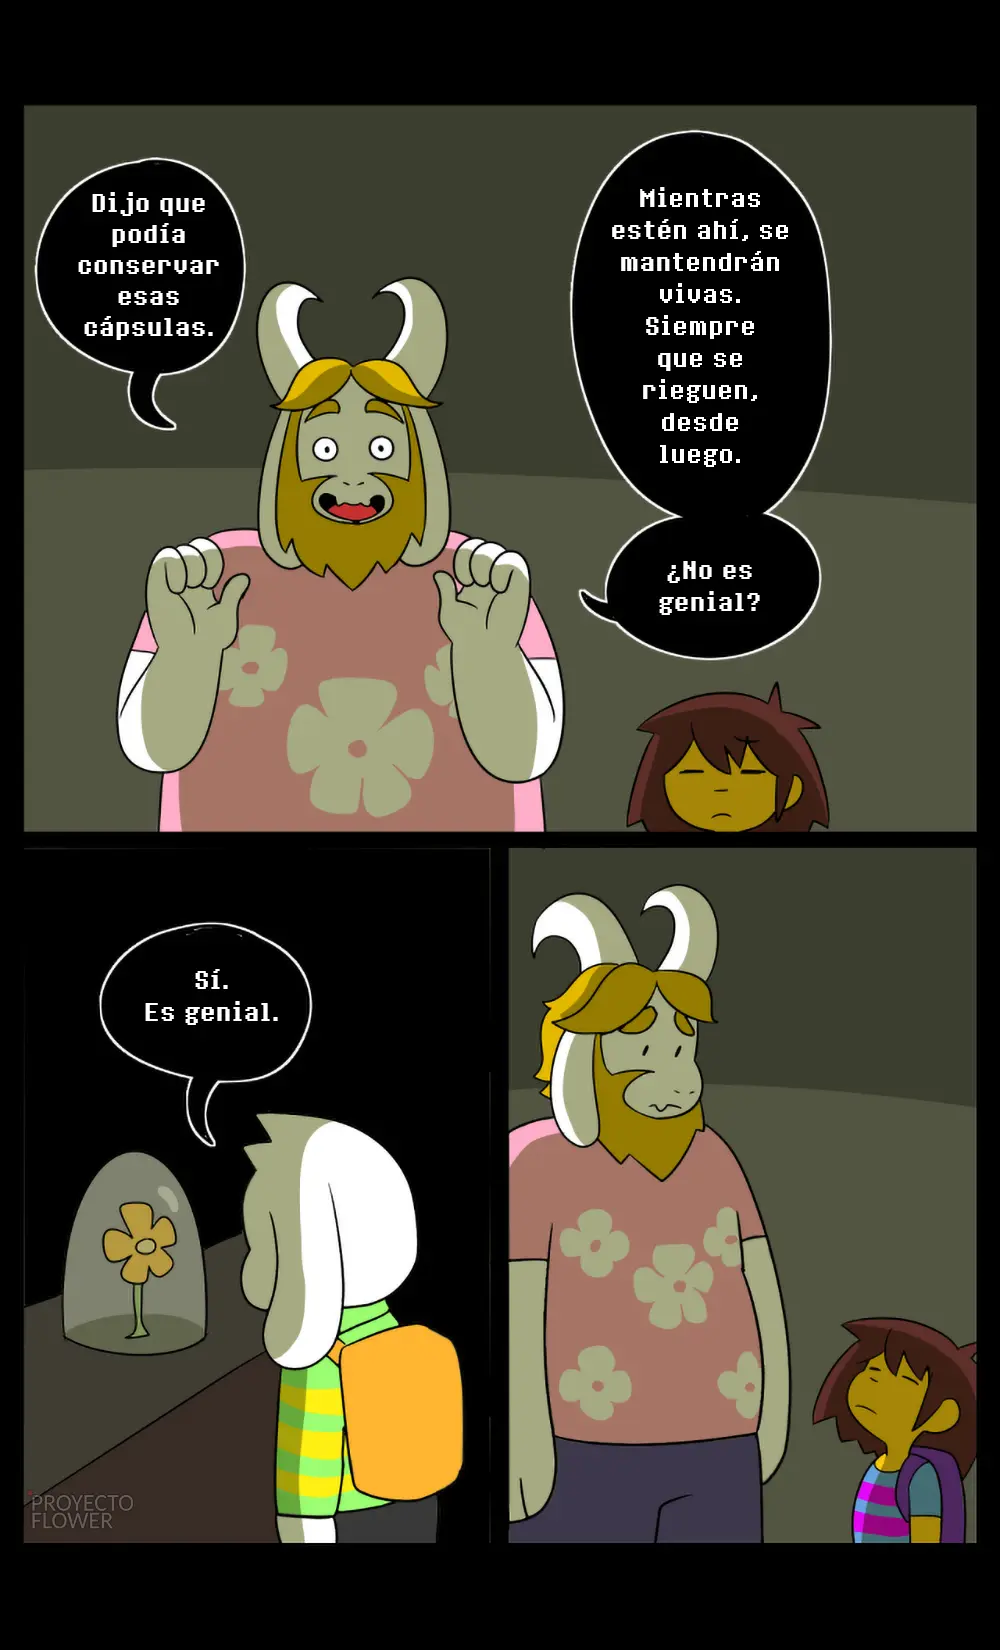 Dijo que
podía
conservar
esas
cápsulas.
Mientras
estén ahí, se
mantendrán
vivas.
Siempre
que se
rieguen,
desde
luego.
¿No es
genial?
Sí.
Es genial.
PROYECTO
FLOWER